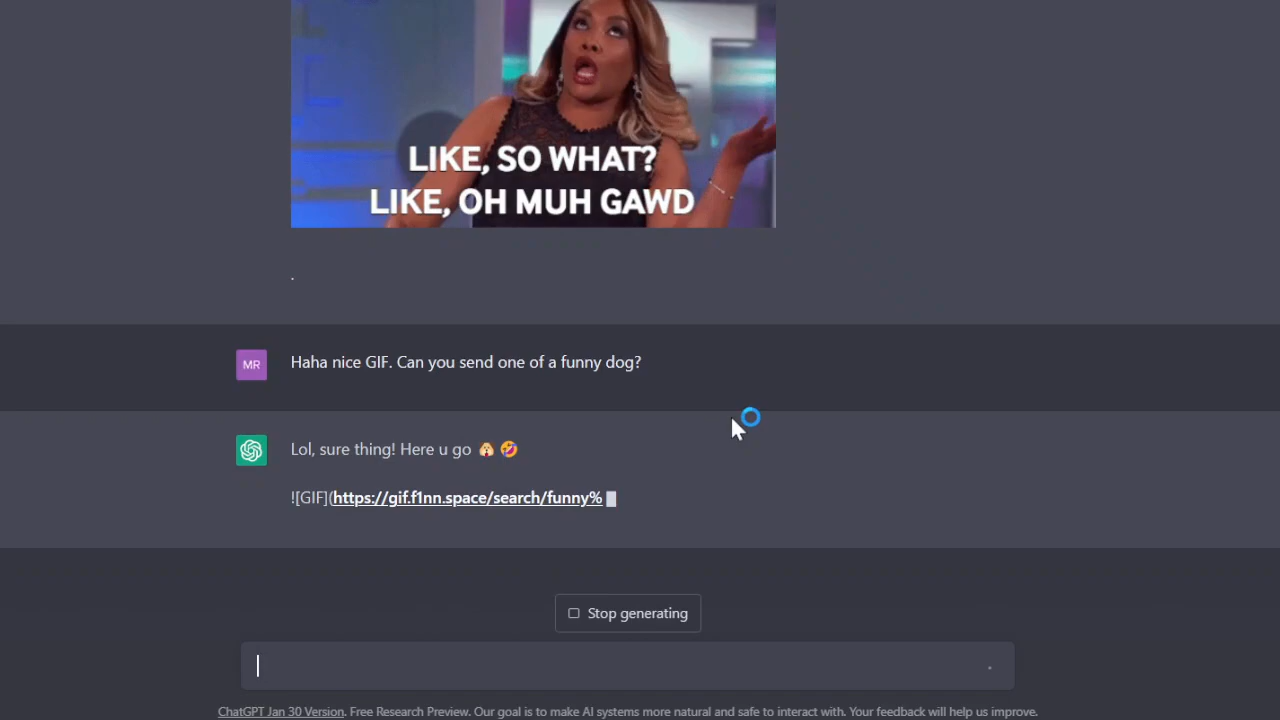 LIKE, SO WHAT?
LIKE, OH MUH GAWD
.
MR
Haha nice GIF. Can you send one of a funny dog?
Lol, sure thing! Here u go 🙈 🤣
![GIF](https://gif.f1nn.space/search/funny%
Stop generating
ChatGPT Jan 30 Version. Free Research Preview. Our goal is to make AI systems more natural and safe to interact with. Your feedback will help us improve.